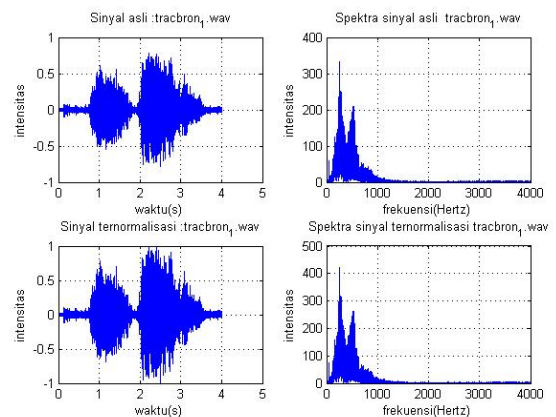 Sinyal asli :tracbron₁.wav
1
0.5
0
-0.5
-1
intensitas
0 1 2 3 4 5
waktu(s)
Spektra sinyal asli tracbron₁.wav
400
300
200
100
0
intensitas
0 1000 2000 3000 4000
frekuensi(Hertz)
Sinyal ternormalisasi :tracbron₁.wav
1
0.5
0
-0.5
-1
intensitas
0 1 2 3 4 5
waktu(s)
Spektra sinyal ternormalisasi tracbron₁.wav
500
400
300
200
100
0
intensitas
0 1000 2000 3000 4000
frekuensi(Hertz)